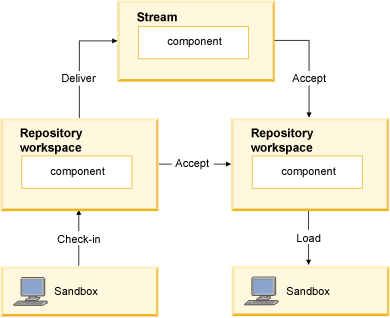 Stream
component
Deliver
Accept
Repository
workspace
component
Accept
Repository
workspace
component
Check-in
Load
Sandbox
Sandbox